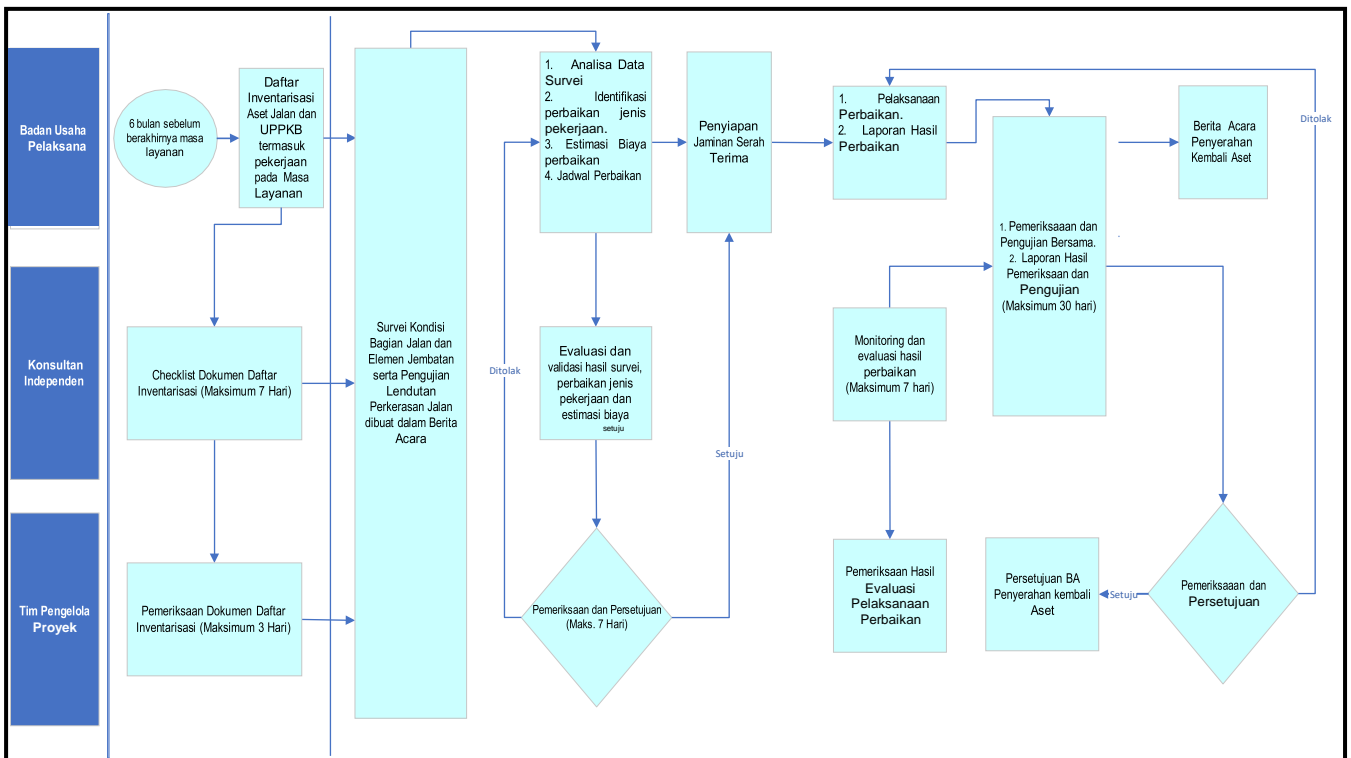 Badan Usaha
Pelaksana
6 bulan sebelum
berakhirnya masa
layanan
Daftar
Inventarisasi
Aset Jalan dan
UPPKB
termasuk
pekerjaan
pada Masa
Layanan
1. Analisa Data
Survei
2. Identifikasi
perbaikan jenis
pekerjaan.
3. Estimasi Biaya
perbaikan
4. Jadwal Perbaikan
Penyiapan
Jaminan Serah
Terima
1. Pelaksanaan
Perbaikan.
2. Laporan Hasil
Perbaikan
Berita Acara
Penyerahan
Kembali Aset
Ditolak
Konsultan
Independen
Checklist Dokumen Daftar
Inventarisasi (Maksimum 7 Hari)
Survei Kondisi
Bagian Jalan dan
Elemen Jembatan
serta Pengujian
Lendutan
Perkerasan Jalan
dibuat dalam Berita
Acara
Ditolak
Evaluasi dan
validasi hasil survei,
perbaikan jenis
pekerjaan dan
estimasi biaya
setuju
Setuju
Monitoring dan
evaluasi hasil
perbaikan
(Maksimum 7 hari)
1. Pemeriksaaan dan
Pengujian Bersama.
2. Laporan Hasil
Pemeriksaan dan
Pengujian
(Maksimum 30 hari)
Tim Pengelola
Proyek
Pemeriksaan Dokumen Daftar
Inventarisasi (Maksimum 3 Hari)
Pemeriksaan dan Persetujuan
(Maks. 7 Hari)
Pemeriksaan Hasil
Evaluasi
Pelaksanaan
Perbaikan
Persetujuan BA
Penyerahan kembali
Aset
Setuju
Pemeriksaaan dan
Persetujuan